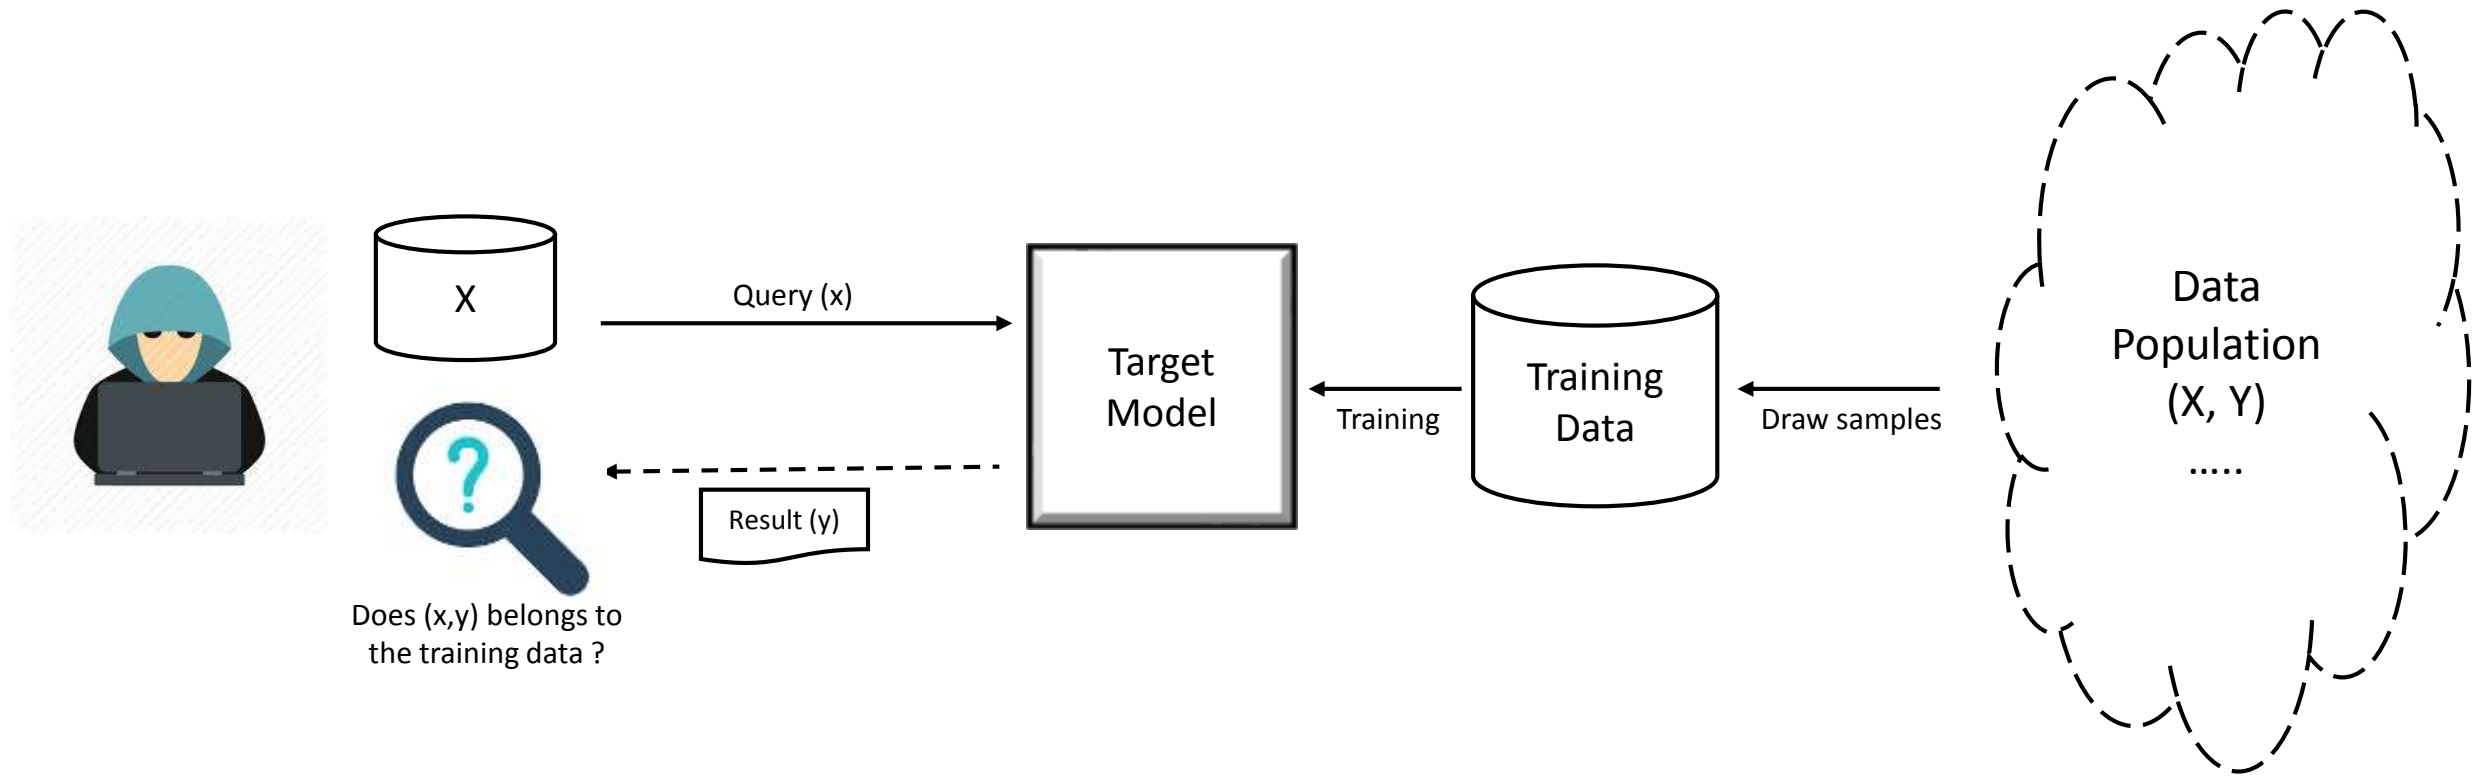 X
Query (x)
Result (y)
Does (x,y) belongs to
the training data ?
Target
Model
Training
Training
Data
Draw samples
Data
Population
(X, Y)
.....
?